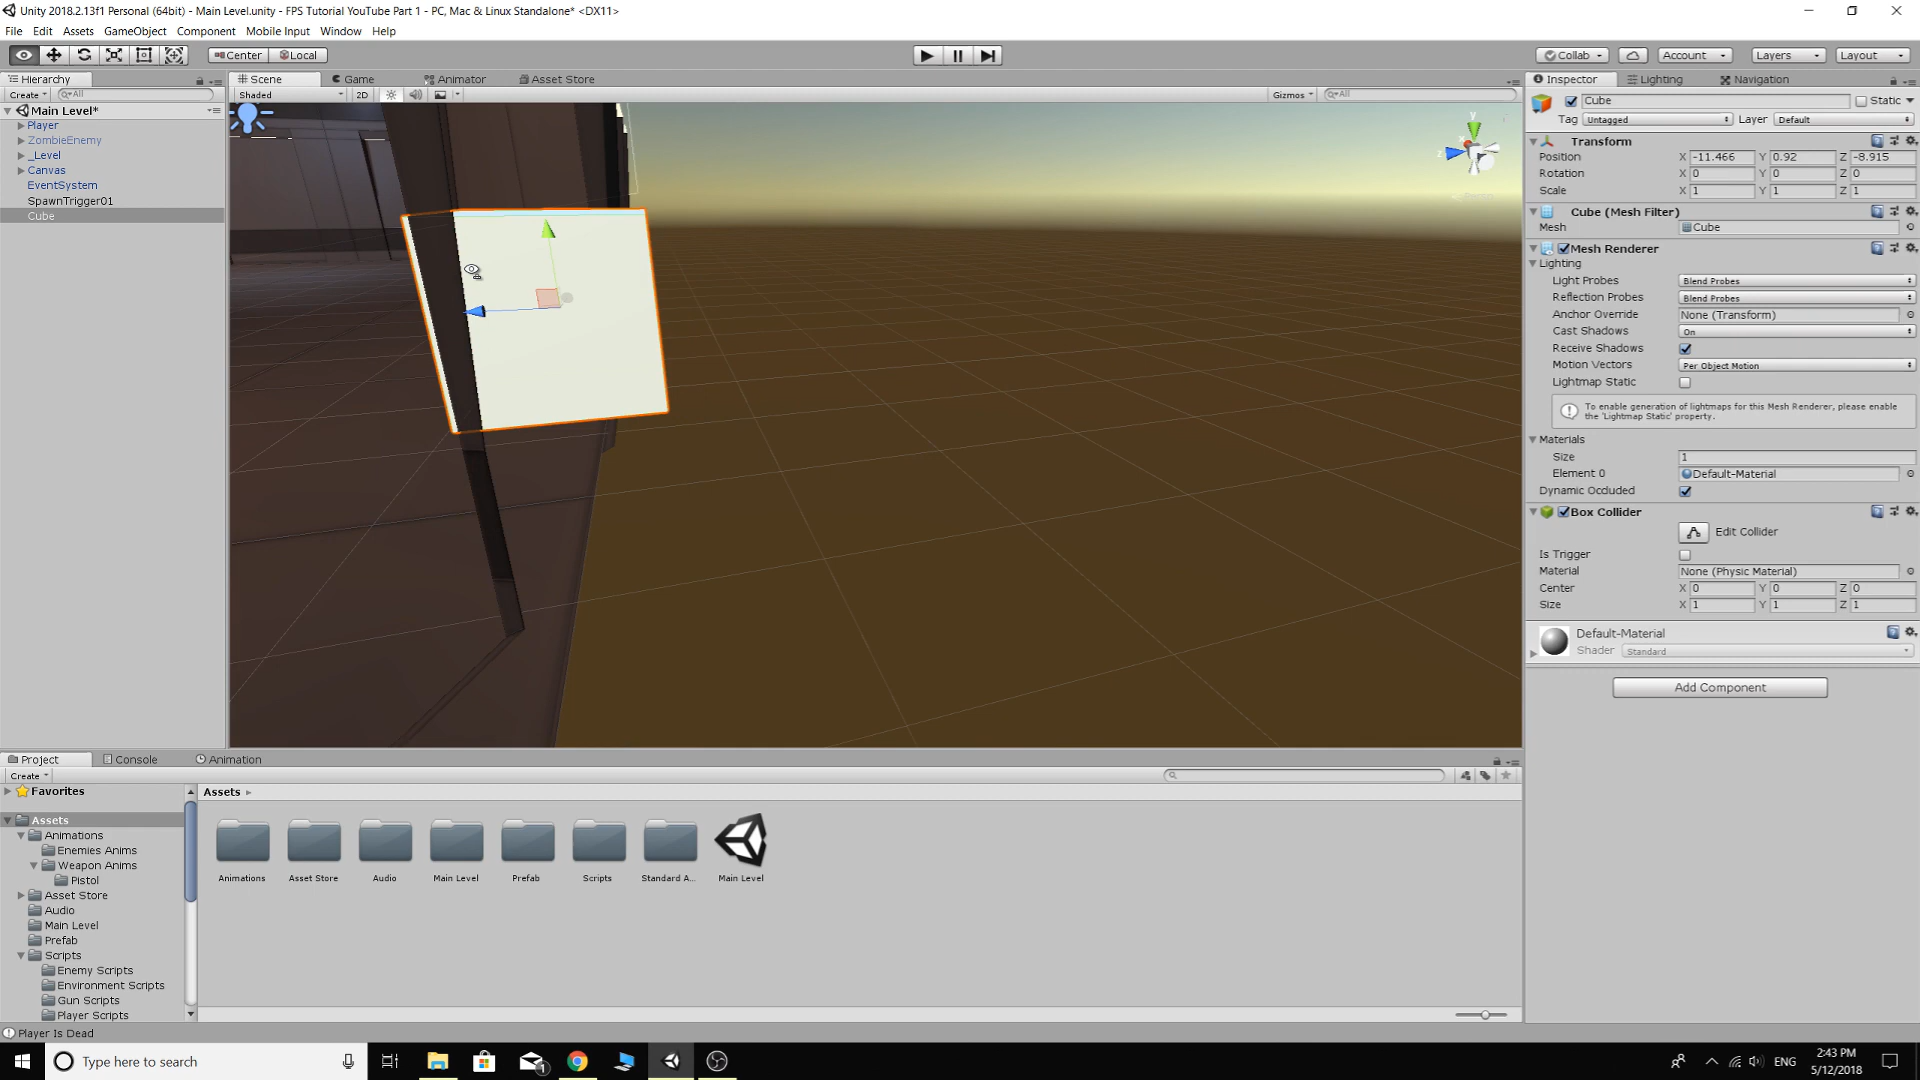 Unity 2018.2.13f1 Personal (64bit) - Main Level.unity - FPS Tutorial YouTube Part 1 - PC, Mac & Linux Standalone* <DX11>
File Edit Assets GameObject Component Mobile Input Window Help
Center Local Collab Account Layers Layout
Hierarchy Scene Game Animator Asset Store Inspector Lighting Navigation
Create All Shaded 2D Gizmos All
Main Level*
Player
ZombieEnemy
_Level
Canvas
EventSystem
SpawnTrigger01
Cube
y
z
Cube Static
Tag Untagged Layer Default
Transform
Position X -11.466 Y 0.92 Z -8.915
Rotation X 0 Y 0 Z 0
Scale X 1 Y 1 Z 1
Cube (Mesh Filter)
Mesh Cube
Mesh Renderer
Lighting
Light Probes Blend Probes
Reflection Probes Blend Probes
Anchor Override None (Transform)
Cast Shadows On
Receive Shadows
Motion Vectors Per Object Motion
Lightmap Static
To enable generation of lightmaps for this Mesh Renderer, please enable
the 'Lightmap Static' property.
Materials
Size 1
Element 0 Default-Material
Dynamic Occluded
Box Collider
Edit Collider
Is Trigger
Material None (Physic Material)
Center X 0 Y 0 Z 0
Size X 1 Y 1 Z 1
Default-Material
Shader Standard
Add Component
Project Console Animation
Create
Favorites
Assets
Animations
Enemies Anims
Weapon Anims
Pistol
Asset Store
Audio
Main Level
Prefab
Scripts
Enemy Scripts
Environment Scripts
Gun Scripts
Player Scripts
Assets
Animations Asset Store Audio Main Level Prefab Scripts Standard A... Main Level
Player Is Dead
Type here to search
1
ENG
2:43 PM
5/12/2018